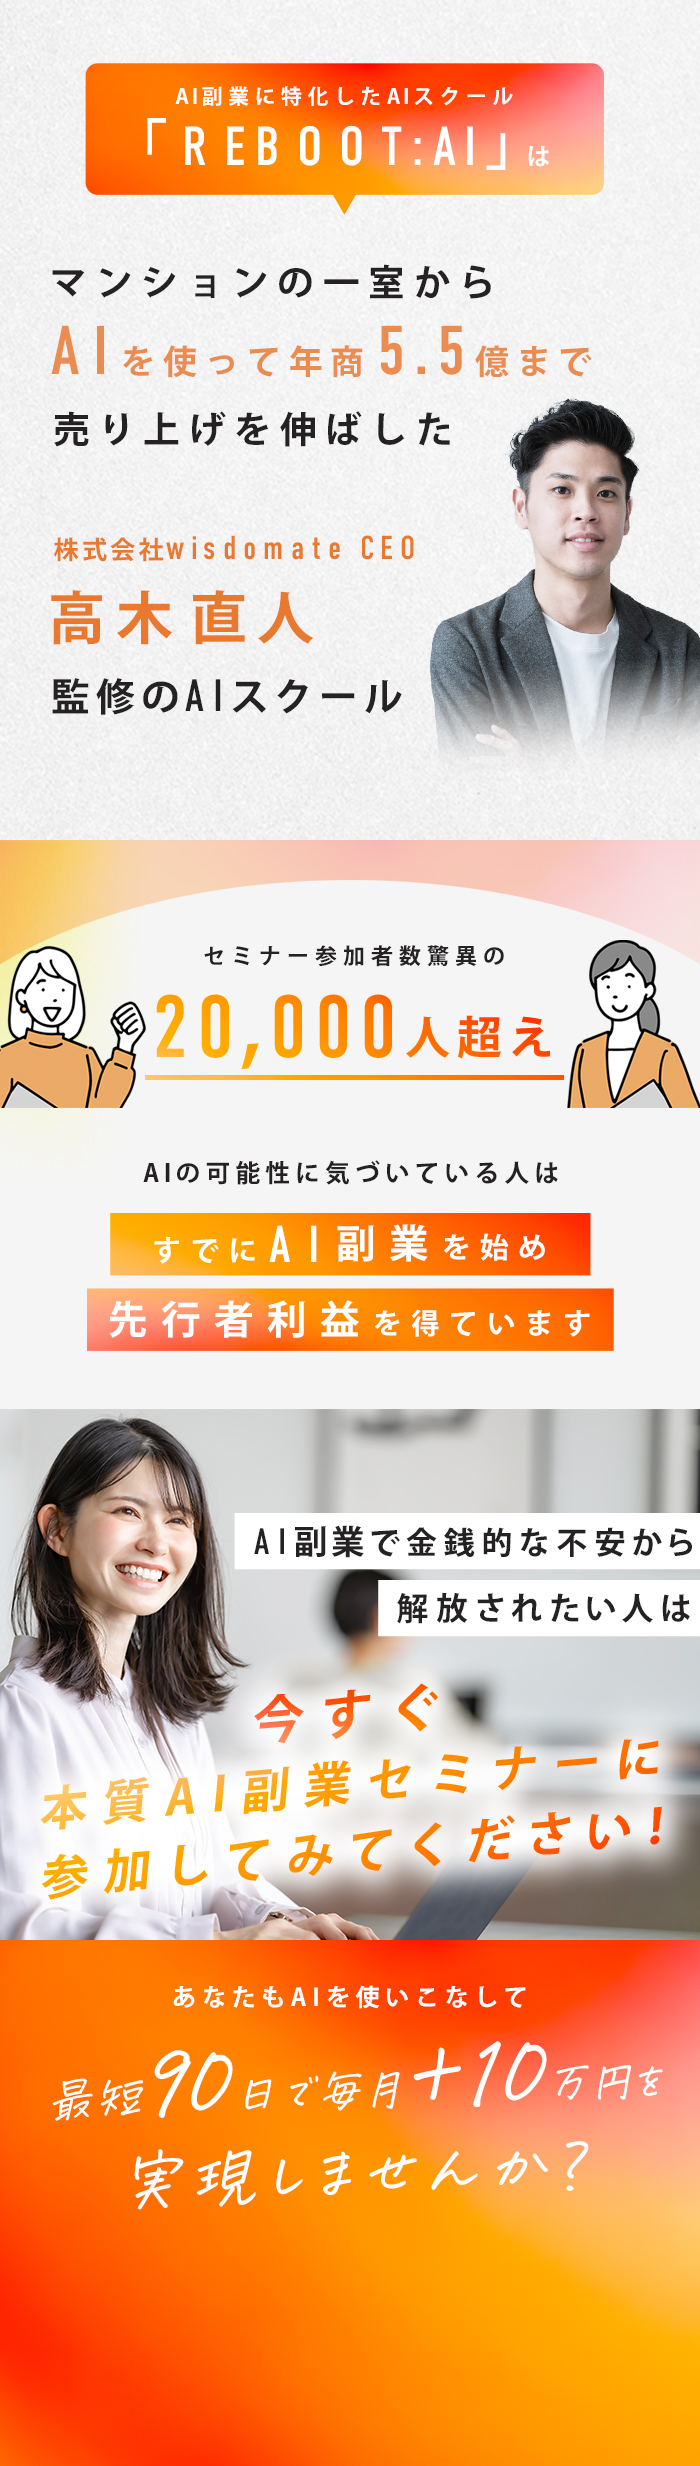 AI副業に特化したAIスクール
「REBOOT:AI」は
マンションの一室から
AIを使って年商5.5億まで
売り上げを伸ばした
株式会社wisdomate CEO
高木直人
監修のAIスクール
セミナー参加者数驚異の
20,000人超え
AIの可能性に気づいている人は
すでにAI副業を始め
先行者利益を得ています
AI副業で金銭的な不安から
解放されたい人は
今すぐ
本質AI副業セミナーに
参加してみてください!
あなたもAIを使いこなして
最短90日で毎月+10万円を
実現しませんか?